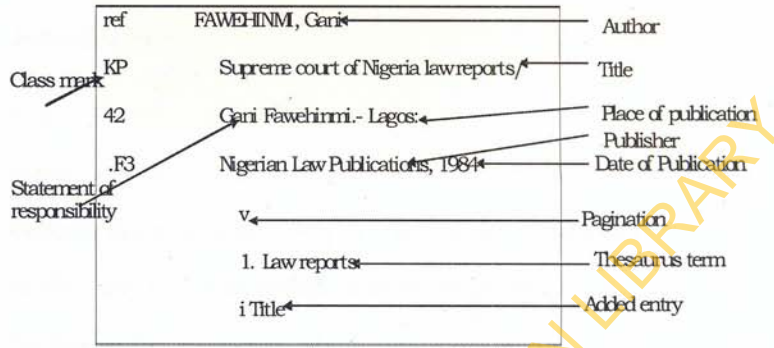 ref FAWEHINMI, Gani Author
KP Supreme court of Nigeria law reports/ Title
Class mark
42 Gani Fawehinmi.- Lagos: Place of publication
Publisher
.F3 Nigerian Law Publications, 1984 Date of Publication
Statement of
responsibility
v Pagination
1. Law reports Thesaurus term
i Title Added entry
N LIBRARY